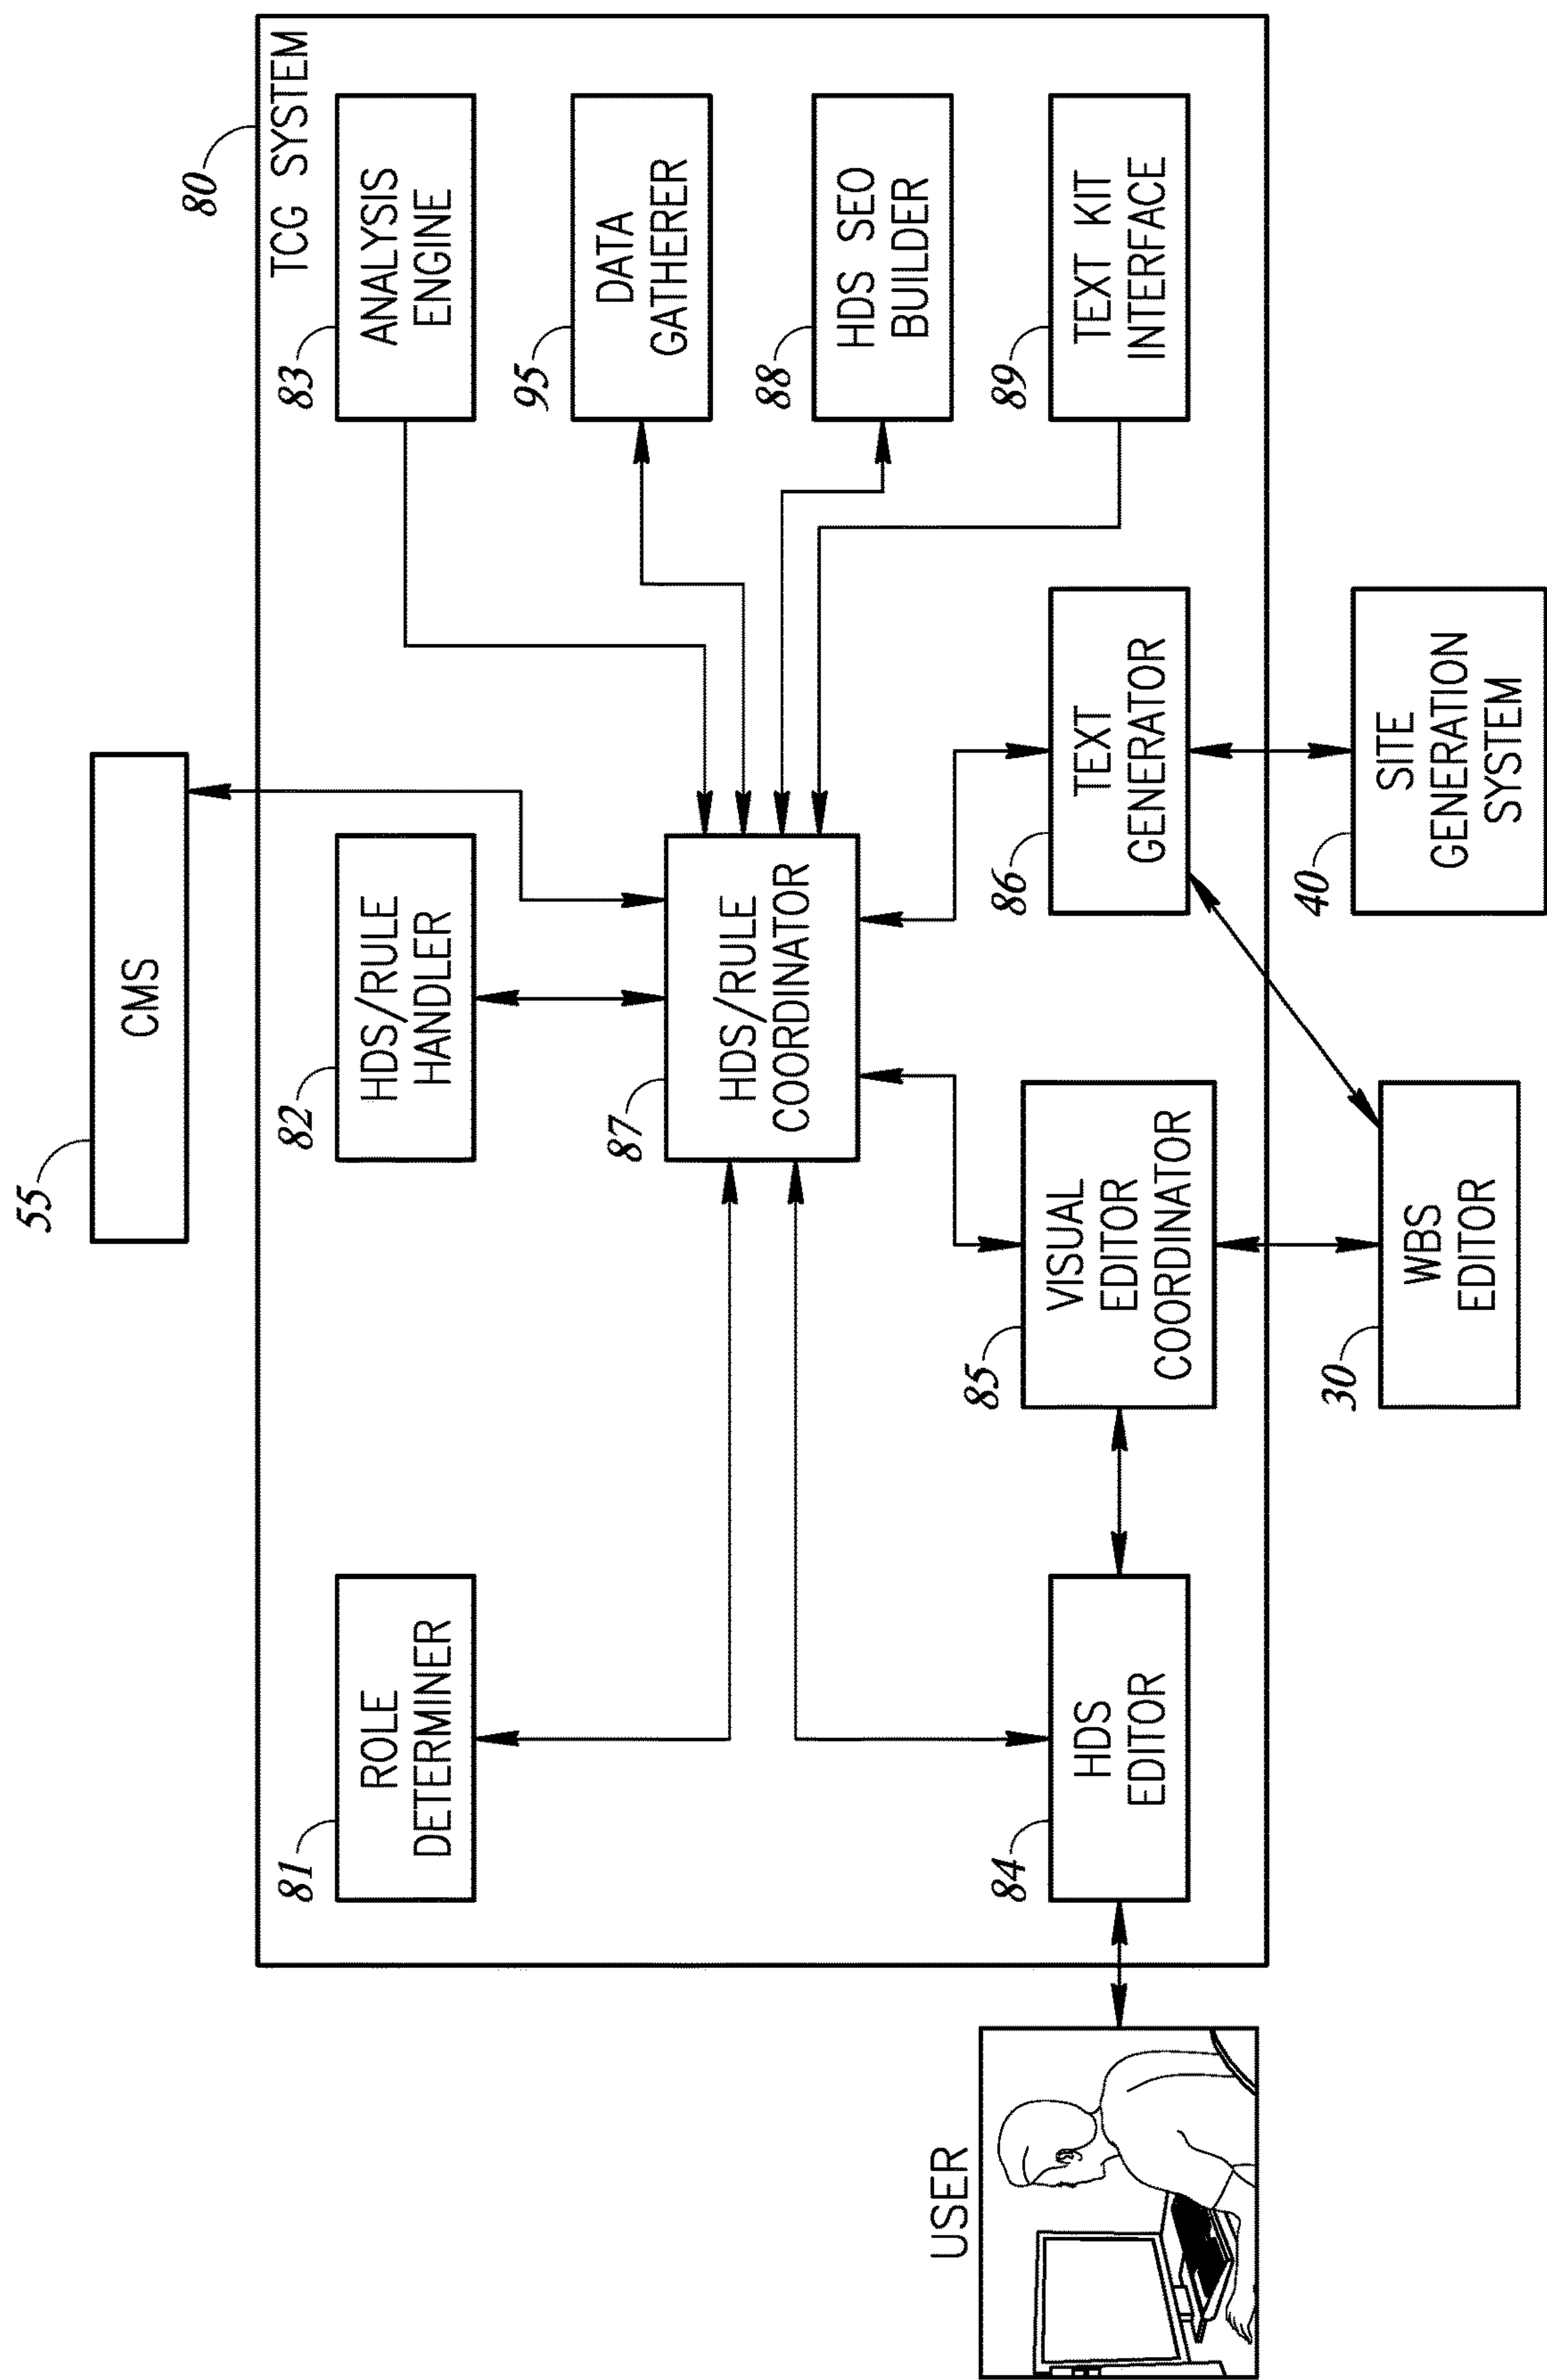 55
CMS
80
TCG SYSTEM
81
ROLE
DETERMINER
82
HDS/RULE
HANDLER
83
ANALYSIS
ENGINE
87
HDS/RULE
COORDINATOR
95
DATA
GATHERER
88
HDS SEO
BUILDER
USER
84
HDS
EDITOR
85
VISUAL
EDITOR
COORDINATOR
86
TEXT
GENERATOR
89
TEXT KIT
INTERFACE
30
WBS
EDITOR
40
SITE
GENERATION
SYSTEM